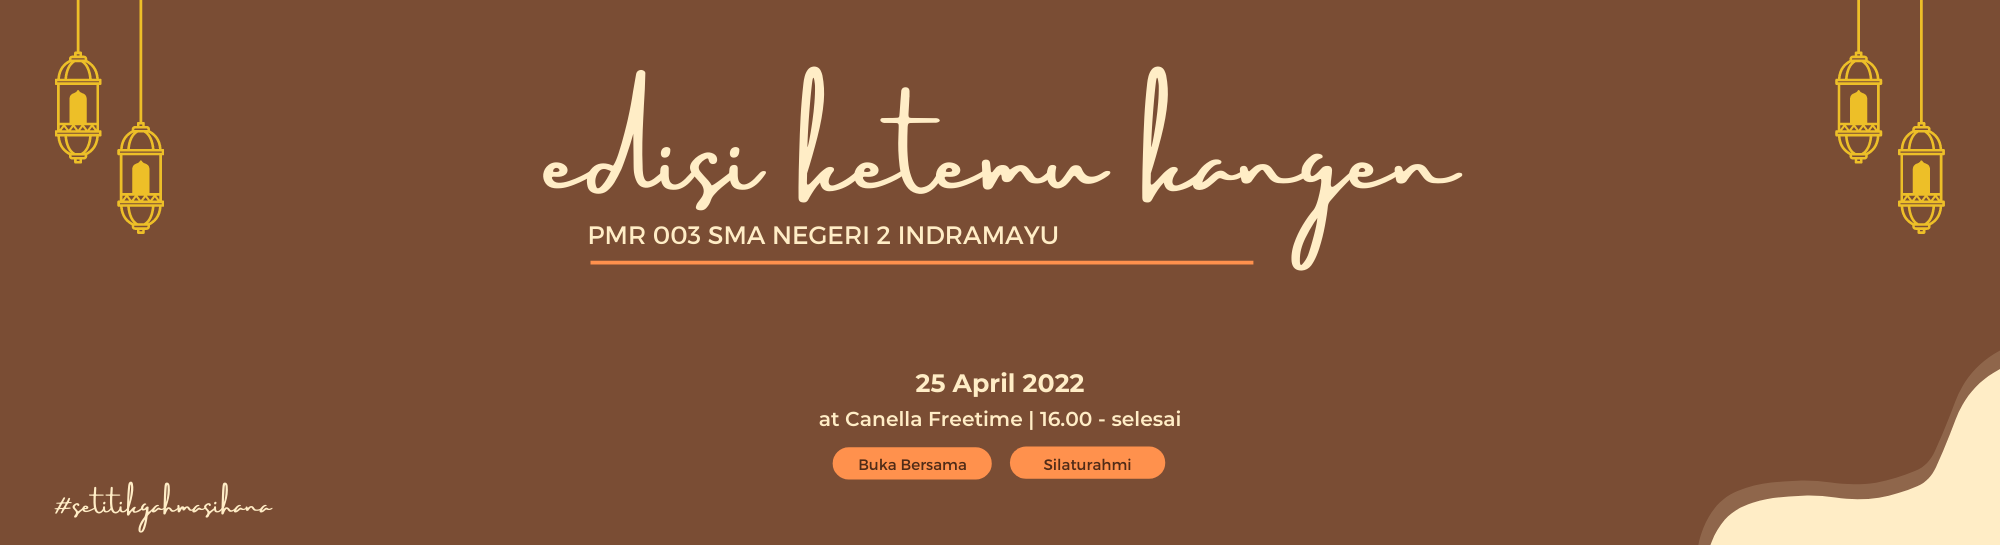 edisi ketemu kangen
PMR 003 SMA NEGERI 2 INDRAMAYU
25 April 2022
at Canella Freetime | 16.00 - selesai
Buka Bersama
Silaturahmi
#setitikgahmasihana